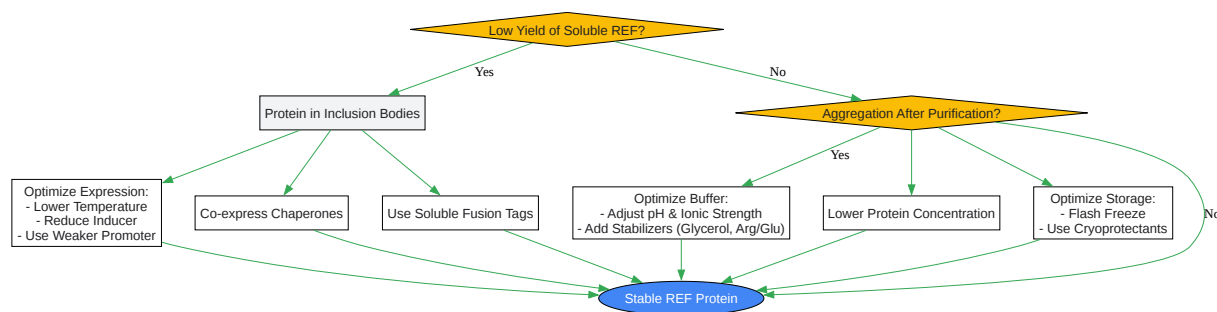 Low Yield of Soluble REF?
Yes
No
Protein in Inclusion Bodies
Aggregation After Purification?
Yes
Optimize Expression:
- Lower Temperature
- Reduce Inducer
- Use Weaker Promoter
Co-express Chaperones
Use Soluble Fusion Tags
Optimize Buffer:
- Adjust pH & Ionic Strength
- Add Stabilizers (Glycerol, Arg/Glu)
Lower Protein Concentration
Optimize Storage:
- Flash Freeze
- Use Cryoprotectants
No
Stable REF Protein